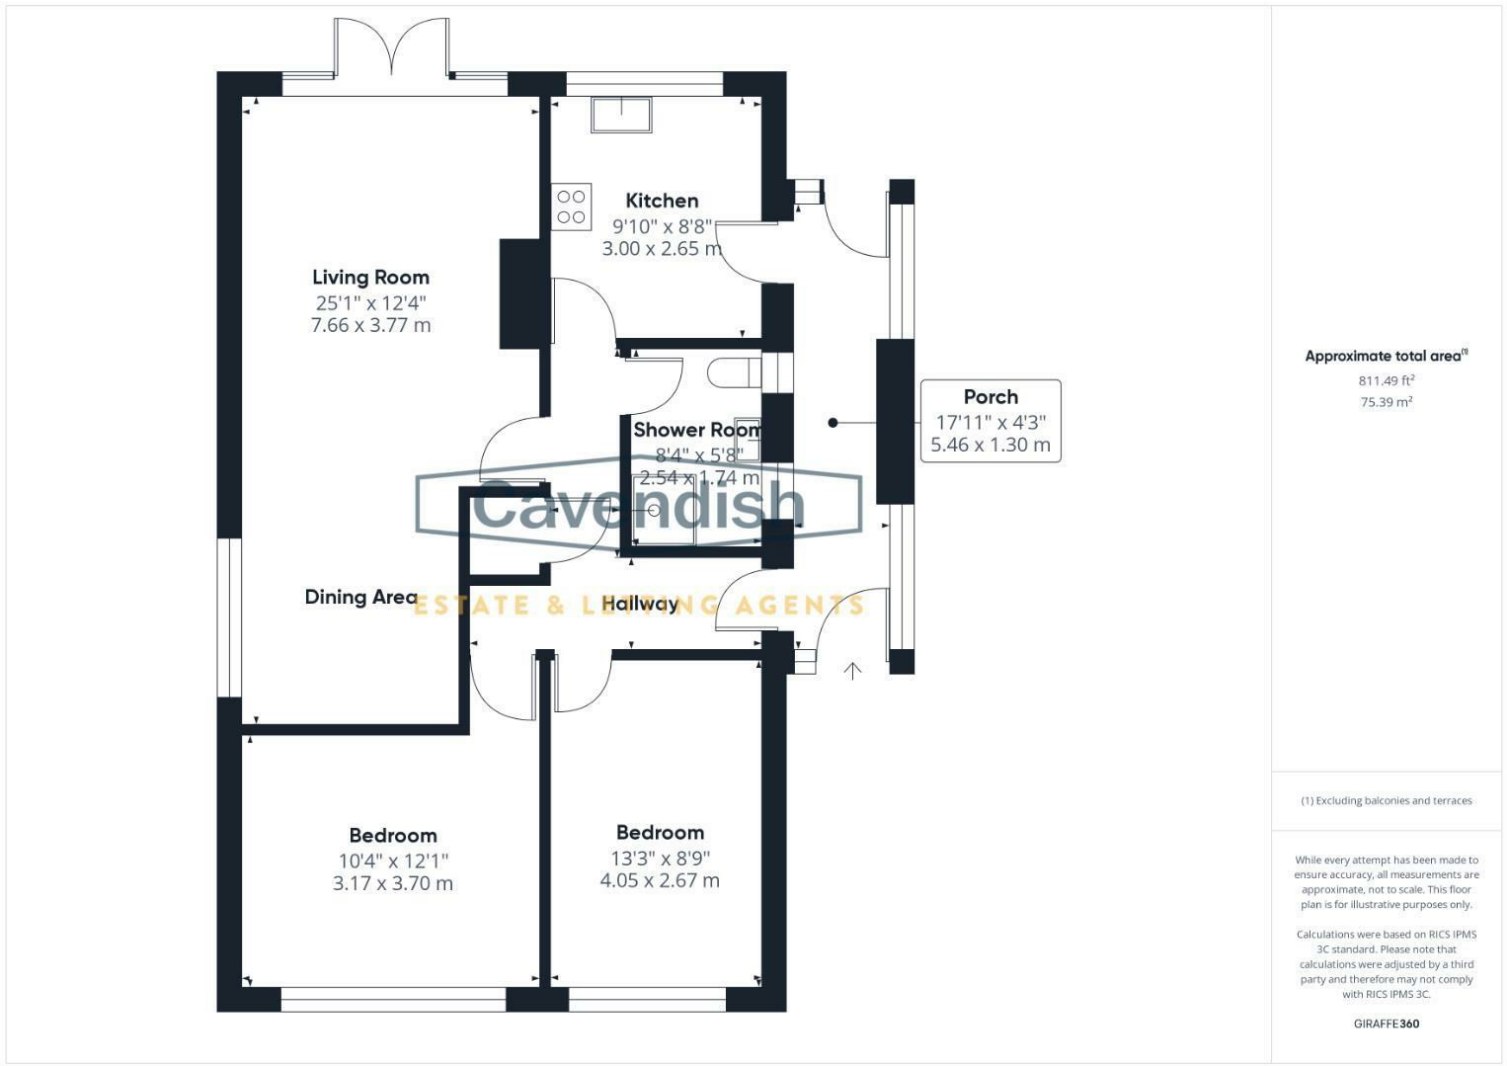 Kitchen
9'10" x 8'8"
3.00 x 2.65 m
Living Room
25'1" x 12'4"
7.66 x 3.77 m
Porch
17'11" x 4'3"
5.46 x 1.30 m
Shower Room
8'4" x 5'8"
2.54 x 1.74 m
Cavendish
ESTATE & LETTING AGENTS
Dining Area
Hallway
Bedroom
10'4" x 12'1"
3.17 x 3.70 m
Bedroom
13'3" x 8'9"
4.05 x 2.67 m
Approximate total area(1)
811.49 ft²
75.39 m²
(1) Excluding balconies and terraces
While every attempt has been made to
ensure accuracy, all measurements are
approximate, not to scale. This floor
plan is for illustrative purposes only.
Calculations were based on RICS IPMS
3C standard. Please note that
calculations were adjusted by a third
party and therefore may not comply
with RICS IPMS 3C.
GIRAFFE360